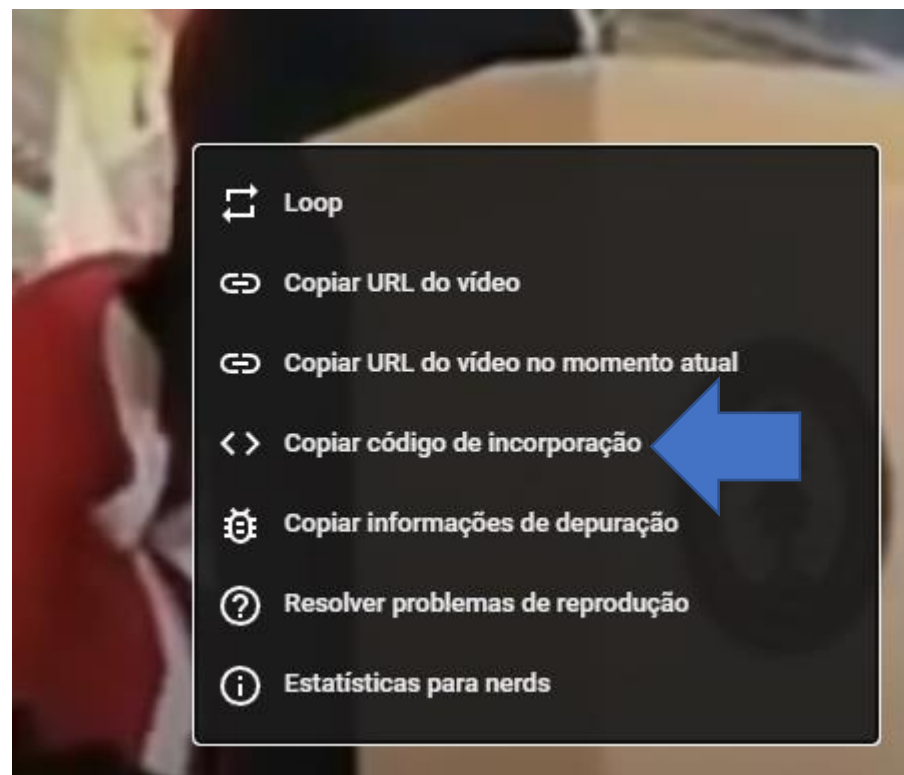 Loop
Copiar URL do vídeo
Copiar URL do vídeo no momento atual
Copiar código de incorporação
Copiar informações de depuração
Resolver problemas de reprodução
Estatísticas para nerds